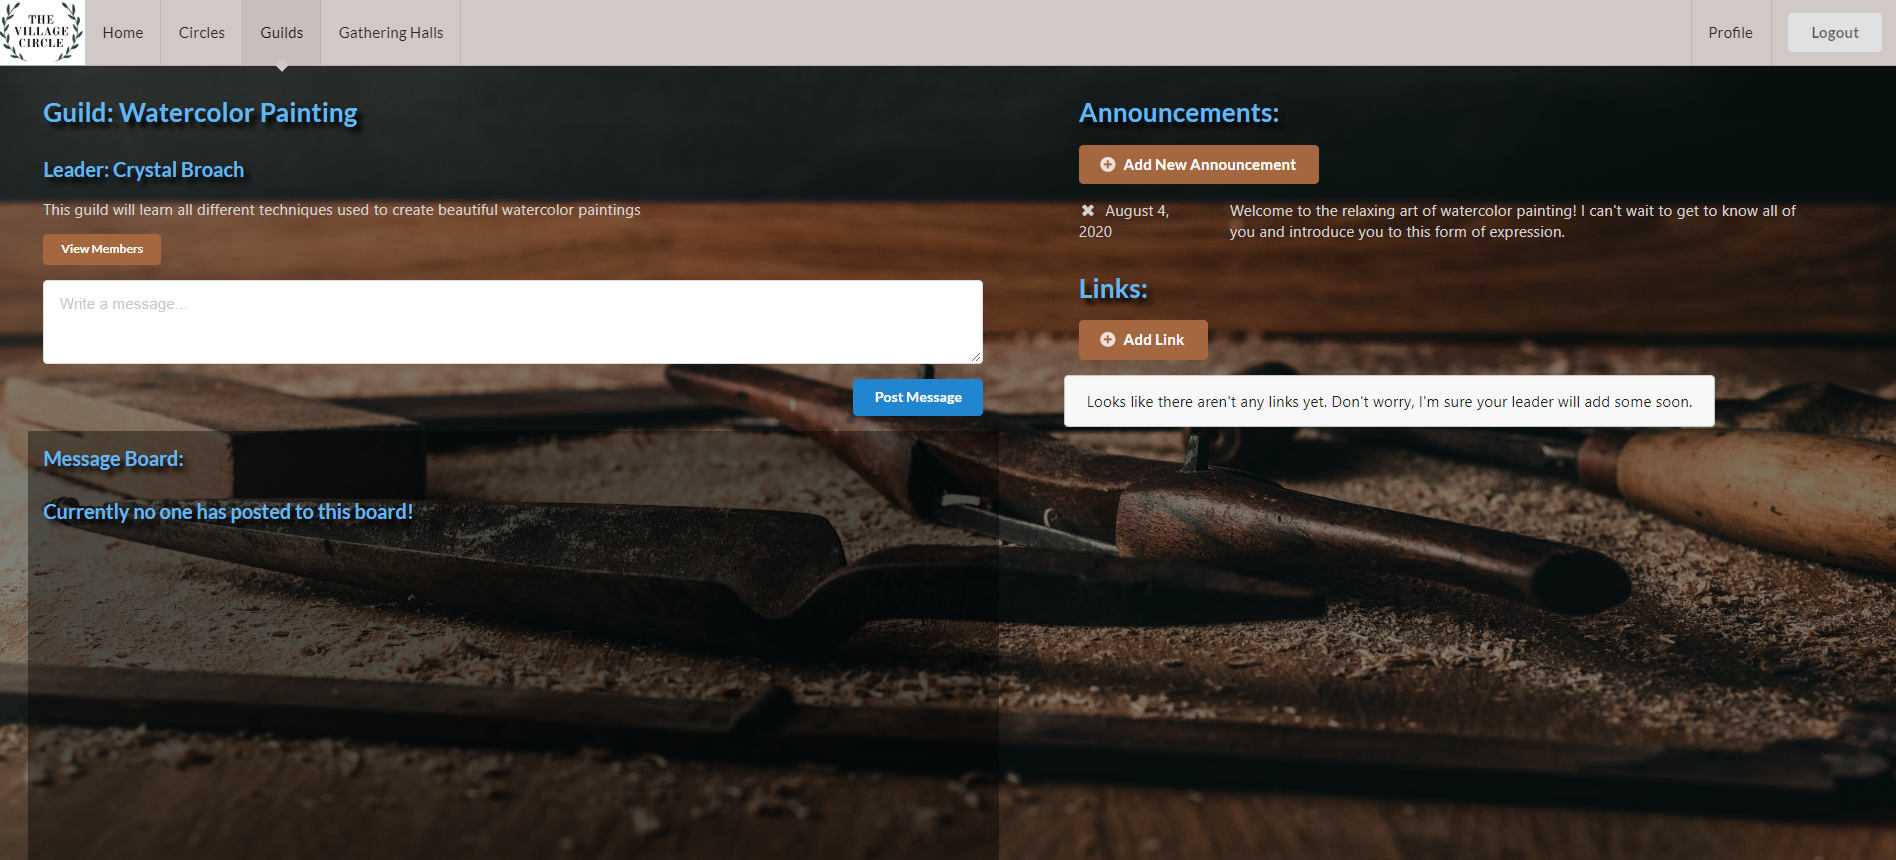 THE
VILLAGE
CIRCLE
Home
Circles
Guilds
Gathering Halls
Profile
Logout
Guild: Watercolor Painting
Leader: Crystal Broach
This guild will learn all different techniques used to create beautiful watercolor paintings
View Members
Write a message...
Post Message
Message Board:
Currently no one has posted to this board!
Announcements:
Add New Announcement
August 4,
2020
Welcome to the relaxing art of watercolor painting! I can't wait to get to know all of
you and introduce you to this form of expression.
Links:
Add Link
Looks like there aren't any links yet. Don't worry, I'm sure your leader will add some soon.